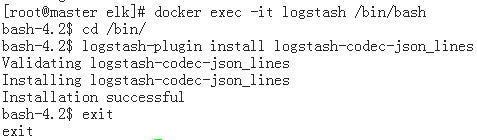 [root@master elk]# docker exec -it logstash /bin/bash
bash-4.2$ cd /bin/
bash-4.2$ logstash-plugin install logstash-codec-json_lines
Validating logstash-codec-json_lines
Installing logstash-codec-json_lines
Installation successful
bash-4.2$ exit
exit